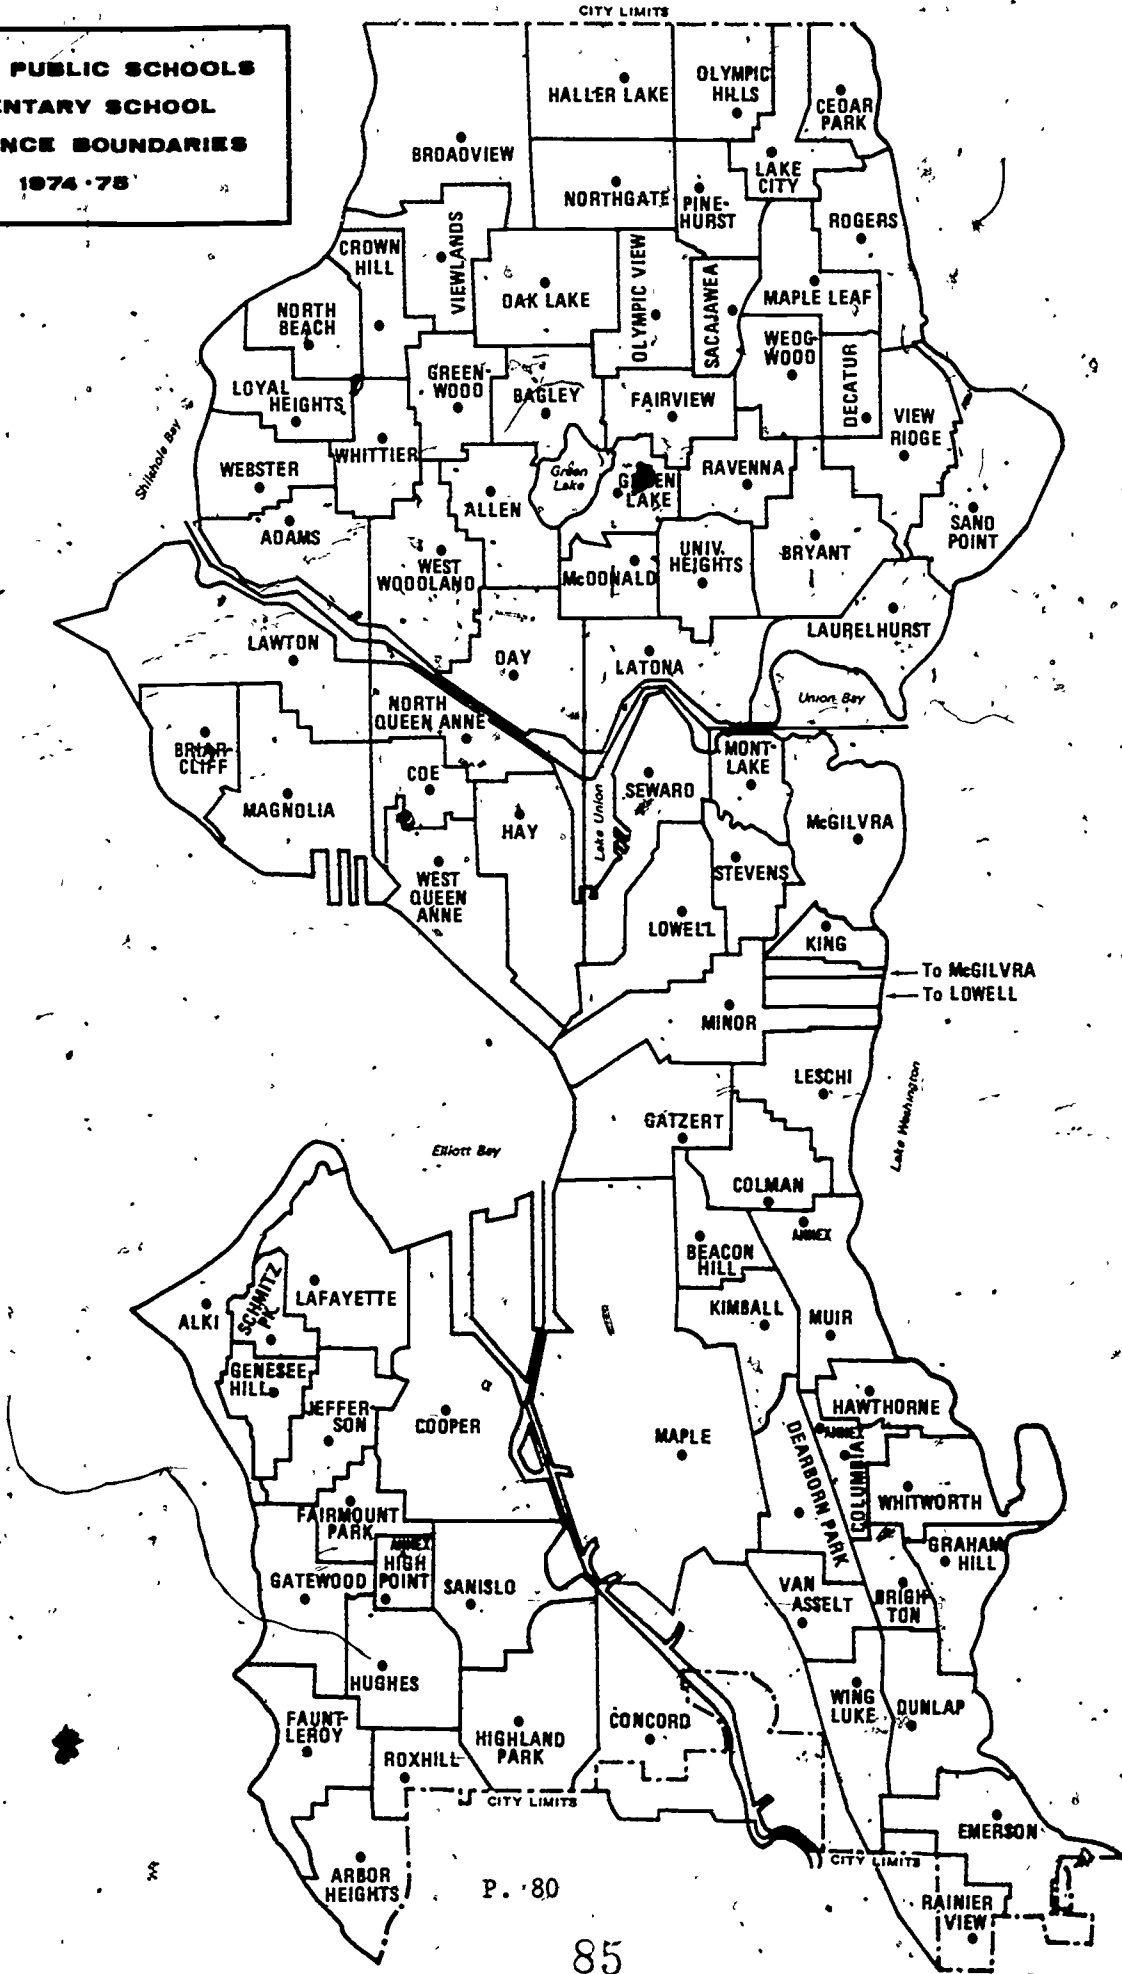 CITY LIMITS
PUBLIC SCHOOLS
ENTARY SCHOOL
NCE BOUNDARIES
1974-75
HALLER LAKE
OLYMPIC
HILLS
CEDAR
PARK
BROADVIEW
LAKE
CITY
NORTHGATE
PINE-
HURST
ROGERS
CROWN
HILL
VIEWLANDS
OAK LAKE
OLYMPIC VIEW
SACAJAWEA
MAPLE LEAF
NORTH
BEACH
WEDG-
WOOD
DECATUR
GREEN-
WOOD
BAGLEY
FAIRVIEW
LOYAL
HEIGHTS
VIEW
RIDGE
Shilshole Bay
WHITTIER
WEBSTER
Green
Lake
GREEN
LAKE
RAVENNA
ALLEN
ADAMS
SAND
POINT
WEST
WOODLAND
McDONALD
UNIV.
HEIGHTS
BRYANT
LAWTON
DAY
LATONA
LAURELHURST
NORTH
QUEEN ANNE
Union Bay
BRIAR-
CLIFF
MAGNOLIA
COE
HAY
Lake Union
SEWARD
MONT-
LAKE
McGILVRA
WEST
QUEEN
ANNE
STEVENS
LOWELL
KING
To McGILVRA
To LOWELL
MINOR
LESCHI
Lake Washington
GATZERT
Elliott Bay
COLMAN
ANNEX
BEACON
HILL
ALKI
SCHMITZ
PK.
LAFAYETTE
KIMBALL
MUIR
GENESEE
HILL
JEFFER-
SON
COOPER
MAPLE
HAWTHORNE
ANNEX
DEARBORN PARK
COLUMBIA
WHITWORTH
FAIRMOUNT
PARK
ANNEX
HIGH
POINT
GATEWOOD
SANISLO
GRAHAM
HILL
VAN
ASSELT
BRIGH-
TON
HUGHES
WING
LUKE
DUNLAP
FAUNT-
LEROY
HIGHLAND
PARK
CONCORD
ROXHILL
CITY LIMITS
EMERSON
CITY LIMITS
ARBOR
HEIGHTS
RAINIER
VIEW
P. 80
85